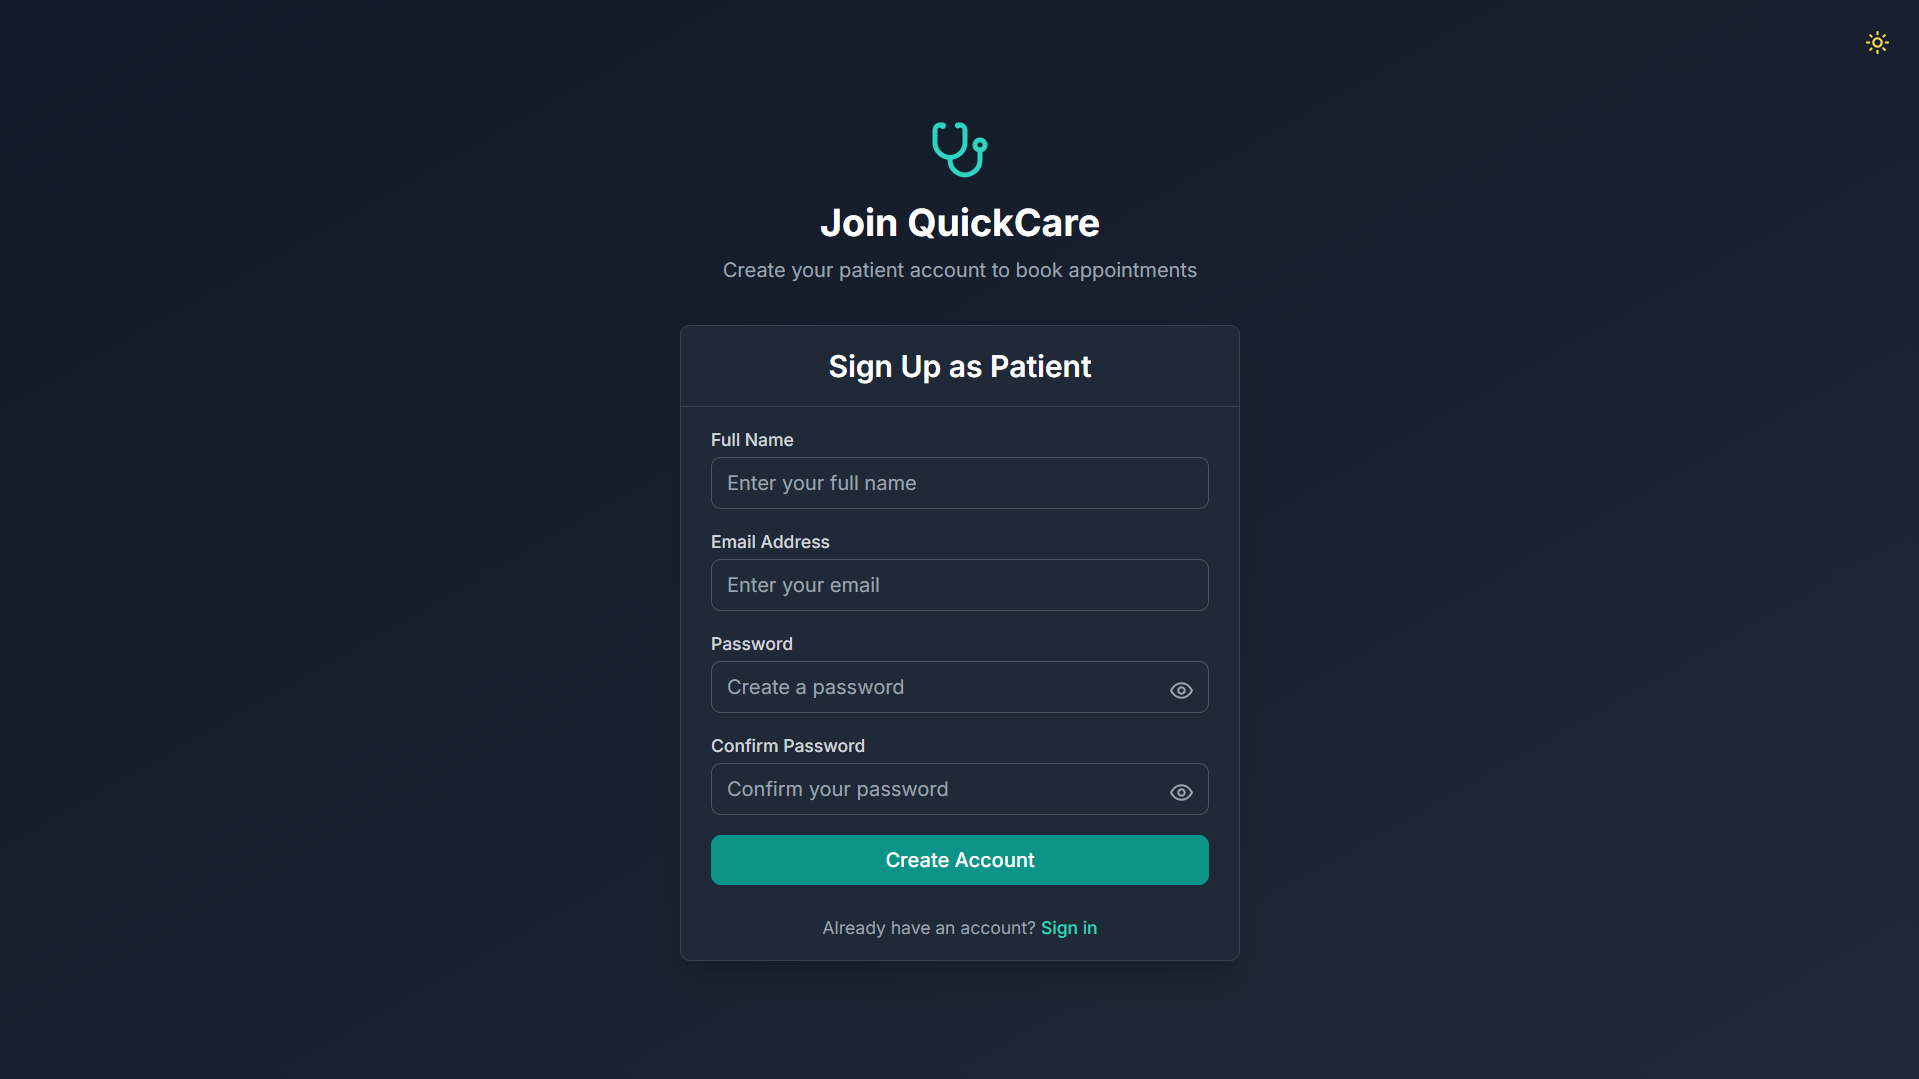 Join QuickCare
Create your patient account to book appointments
Sign Up as Patient
Full Name
Enter your full name
Email Address
Enter your email
Password
Create a password
Confirm Password
Confirm your password
Create Account
Already have an account? Sign in